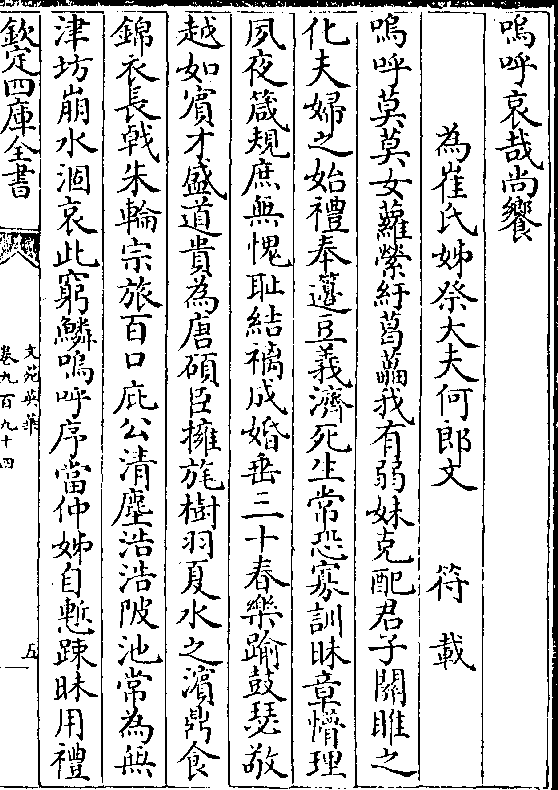 嗚呼哀哉尚饗
為崔氏姊祭大夫何郎文　符載
嗚呼莫莫女蘿縈紆葛藟我有弱妹克配君子關雎之
化夫婦之始禮奉籩豆義濟死生常恐寡訓昧章懵理
夙夜箴規庶無愧恥結褵成婚垂三十春樂踰鼓瑟敬
越如賓才盛道貴為唐碩臣擁旄樹羽夏水之濱鼎食
錦衣長戟朱輪宗旅百口庇公清塵浩浩陂池常為無
津坊崩水涸哀此窮鱗嗚呼序當仲姊自慙踈昧用禮
欽定四庫全書
文苑英華
卷九百九十四
五